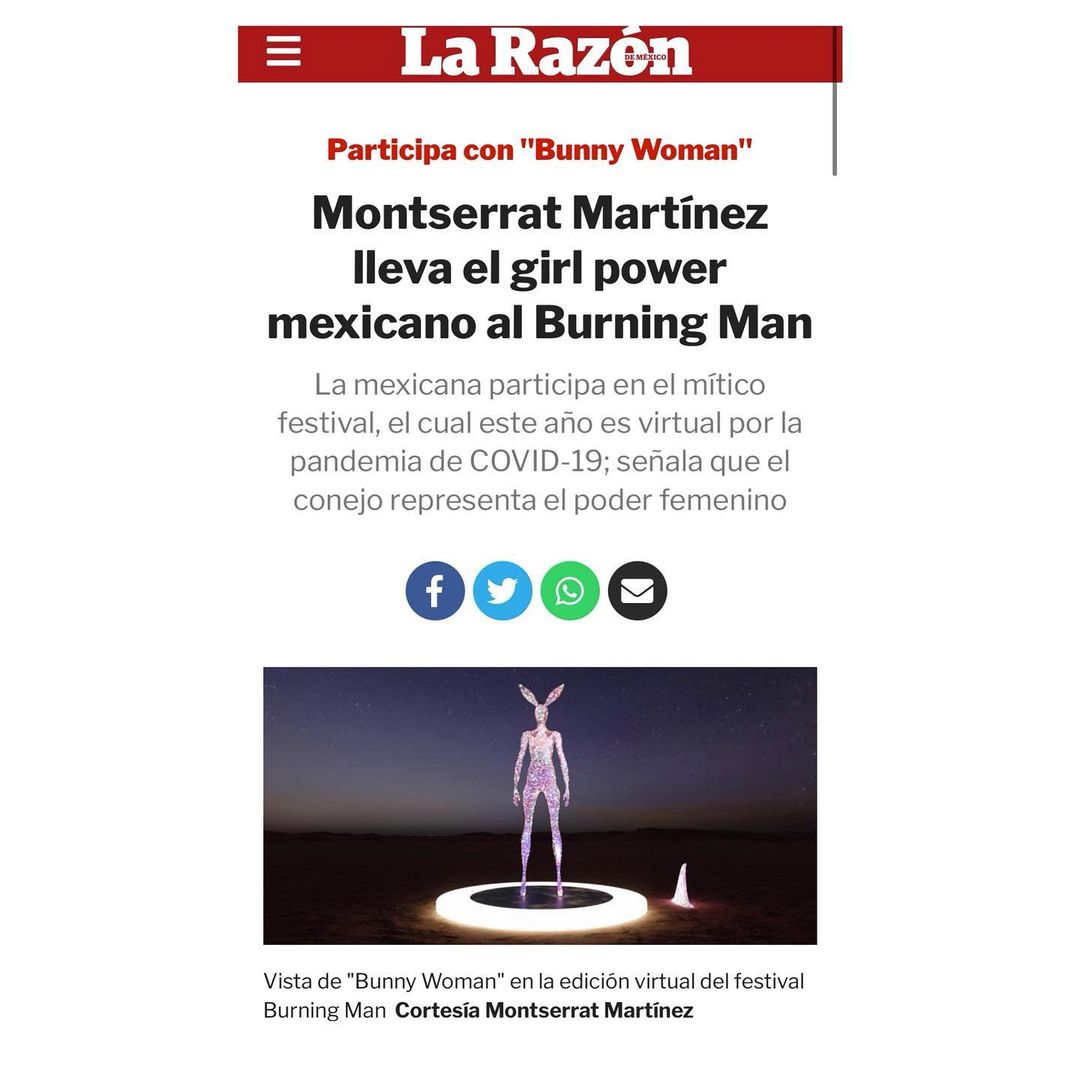 La Razón
DE MÉXICO
Participa con "Bunny Woman"
Montserrat Martínez
lleva el girl power
mexicano al Burning Man
La mexicana participa en el mítico
festival, el cual este año es virtual por la
pandemia de COVID-19; señala que el
conejo representa el poder femenino
Vista de "Bunny Woman" en la edición virtual del festival
Burning Man Cortesía Montserrat Martínez